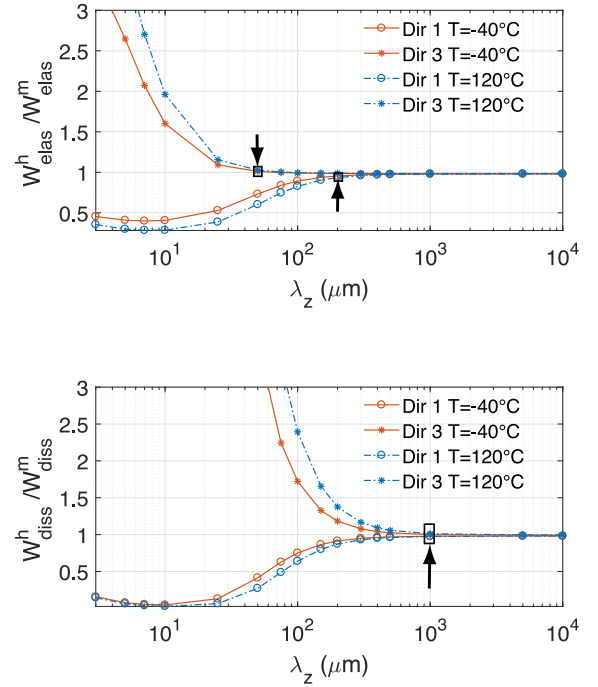 3
Dir 1 T=-40°C
Dir 3 T=-40°C
Dir 1 T=120°C
Dir 3 T=120°C
2.5
2
1.5
1
0.5
W^h_elas /W^m_elas
10^1 10^2 10^3 10^4
λ_z (μm)
3
Dir 1 T=-40°C
Dir 3 T=-40°C
Dir 1 T=120°C
Dir 3 T=120°C
2.5
2
1.5
1
0.5
W^h_diss /W^m_diss
10^1 10^2 10^3 10^4
λ_z (μm)